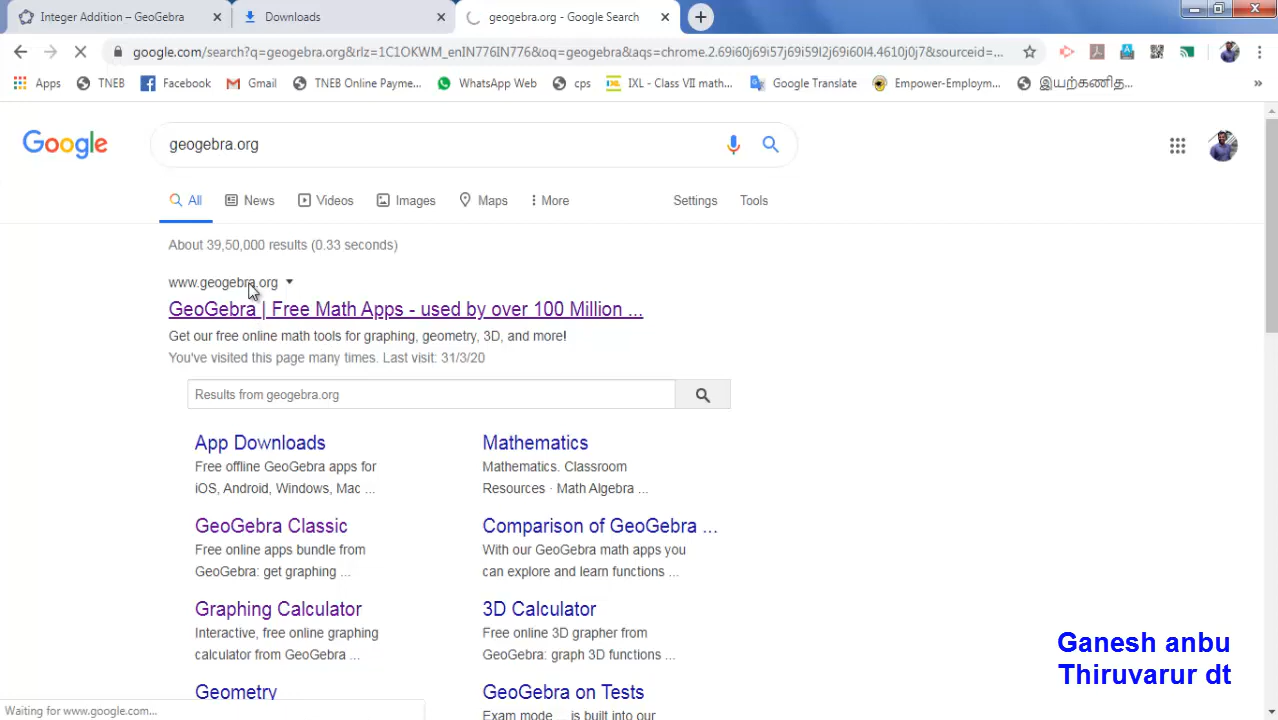 Integer Addition – GeoGebra
Downloads
geogebra.org - Google Search
google.com/search?q=geogebra.org&rlz=1C1OKWM_enIN776IN776&oq=geogebra&aqs=chrome.2.69i60j69i57j69i59l2j69i60l4.4610j0j7&sourceid=...
Apps
TNEB
Facebook
Gmail
TNEB Online Payme...
WhatsApp Web
cps
IXL - Class VII math...
Google Translate
Empower-Employm...
இயற்கணித...
Google
geogebra.org
All
News
Videos
Images
Maps
More
Settings
Tools
About 39,50,000 results (0.33 seconds)
www.geogebra.org
GeoGebra | Free Math Apps - used by over 100 Million ...
Get our free online math tools for graphing, geometry, 3D, and more!
You've visited this page many times. Last visit: 31/3/20
Results from geogebra.org
App Downloads
Free offline GeoGebra apps for
iOS, Android, Windows, Mac ...
Mathematics
Mathematics. Classroom
Resources · Math Algebra ...
GeoGebra Classic
Free online apps bundle from
GeoGebra: get graphing ...
Comparison of GeoGebra ...
With our GeoGebra math apps you
can explore and learn functions ...
Graphing Calculator
Interactive, free online graphing
calculator from GeoGebra ...
3D Calculator
Free online 3D grapher from
GeoGebra: graph 3D functions ...
Geometry
GeoGebra on Tests
Exam mode ... is built into our
Ganesh anbu
Thiruvarur dt
Waiting for www.google.com...